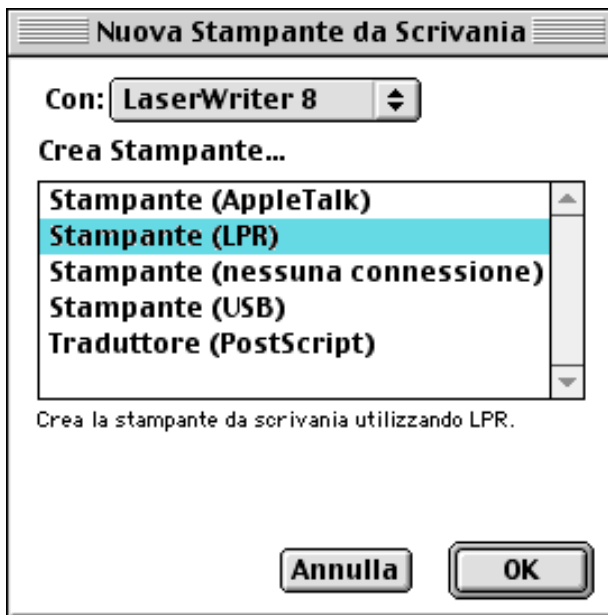 Nuova Stampante da Scrivania
Con: LaserWriter 8
Crea Stampante...
Stampante (AppleTalk)
Stampante (LPR)
Stampante (nessuna connessione)
Stampante (USB)
Traduttore (PostScript)
Crea la stampante da scrivania utilizzando LPR.
Annulla OK